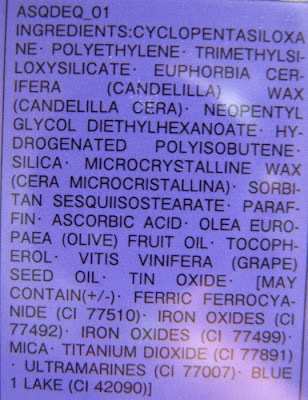 ASQDEQ_01
INGREDIENTS:CYCLOPENTASILOXA
NE· POLYETHYLENE· TRIMETHYLSI-
LOXYSILICATE· EUPHORBIA CER-
IFERA (CANDELILLA) WAX
(CANDELILLA CERA)· NEOPENTYL
GLYCOL DIETHYLHEXANOATE· HY-
DROGENATED POLYISOBUTENE·
SILICA· MICROCRYSTALLINE WAX
(CERA MICROCRISTALLINA)· SORBI-
TAN SESQUIISOSTEARATE· PARAF-
FIN· ASCORBIC ACID· OLEA EURO-
PAEA (OLIVE) FRUIT OIL· TOCOPH-
EROL· VITIS VINIFERA (GRAPE)
SEED OIL· TIN OXIDE· [MAY
CONTAIN(+/-)· FERRIC FERROCYA-
NIDE (CI 77510)· IRON OXIDES (CI
77492)· IRON OXIDES (CI 77499)·
MICA· TITANIUM DIOXIDE (CI 77891)
· ULTRAMARINES (CI 77007)· BLUE
1 LAKE (CI 42090)]